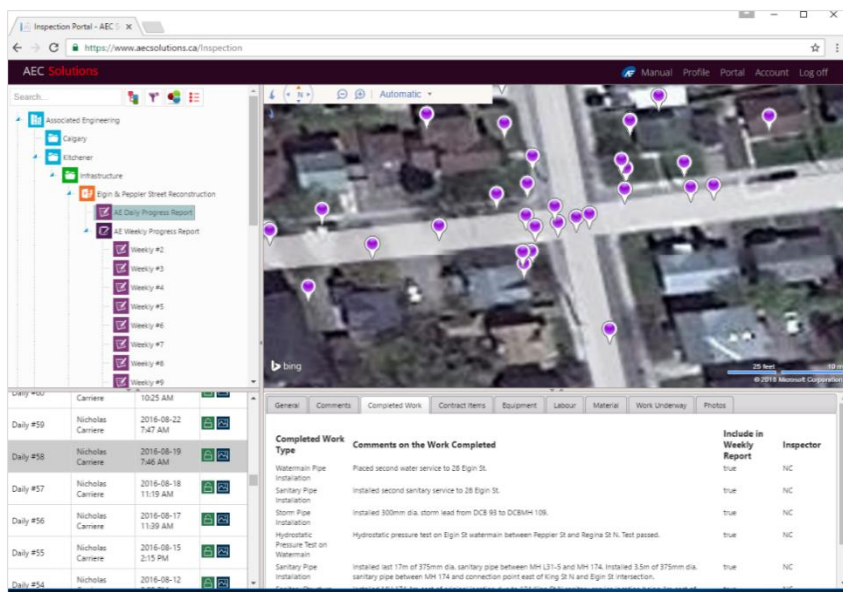 Inspection Portal - AEC S
https://www.aecsolutions.ca/Inspection
AEC Solutions
Manual Profile Portal Account Log off
Search...
Automatic
Associated Engineering
Calgary
Kitchener
Infrastructure
Elgin & Peppler Street Reconstruction
AE Daily Progress Report
AE Weekly Progress Report
Weekly #2
Weekly #3
Weekly #4
Weekly #5
Weekly #6
Weekly #7
Weekly #8
Weekly #9
N
bing
25 feet 10 m
© 2016 Microsoft Corporation
Daily #60 Carriere 10:25 AM
Daily #59 Nicholas Carriere 2016-08-22 7:47 AM
Daily #58 Nicholas Carriere 2016-08-19 7:46 AM
Daily #57 Nicholas Carriere 2016-08-18 11:19 AM
Daily #56 Nicholas Carriere 2016-08-17 11:39 AM
Daily #55 Nicholas Carriere 2016-08-15 2:15 PM
Daily #54 Nicholas Carriere 2016-08-12
General Comments Completed Work Contract Items Equipment Labour Material Work Underway Photos
Completed Work Type Comments on the Work Completed Include in Weekly Report Inspector
Watermain Pipe Installation Placed second water service to 28 Elgin St. true NC
Sanitary Pipe Installation Installed second sanitary service to 28 Elgin St. true NC
Storm Pipe Installation Installed 300mm dia. storm lead from DCB 93 to DCBMH 109. true NC
Hydrostatic Pressure Test on Watermain Hydrostatic pressure test on Elgin St watermain between Peppler St and Regina St N. Test passed. true NC
Sanitary Pipe Installation Installed last 17m of 375mm dia. sanitary pipe between MH L31-5 and MH 174. Installed 3.5m of 375mm dia. sanitary pipe between MH 174 and connection point east of King St N and Elgin St intersection. true NC